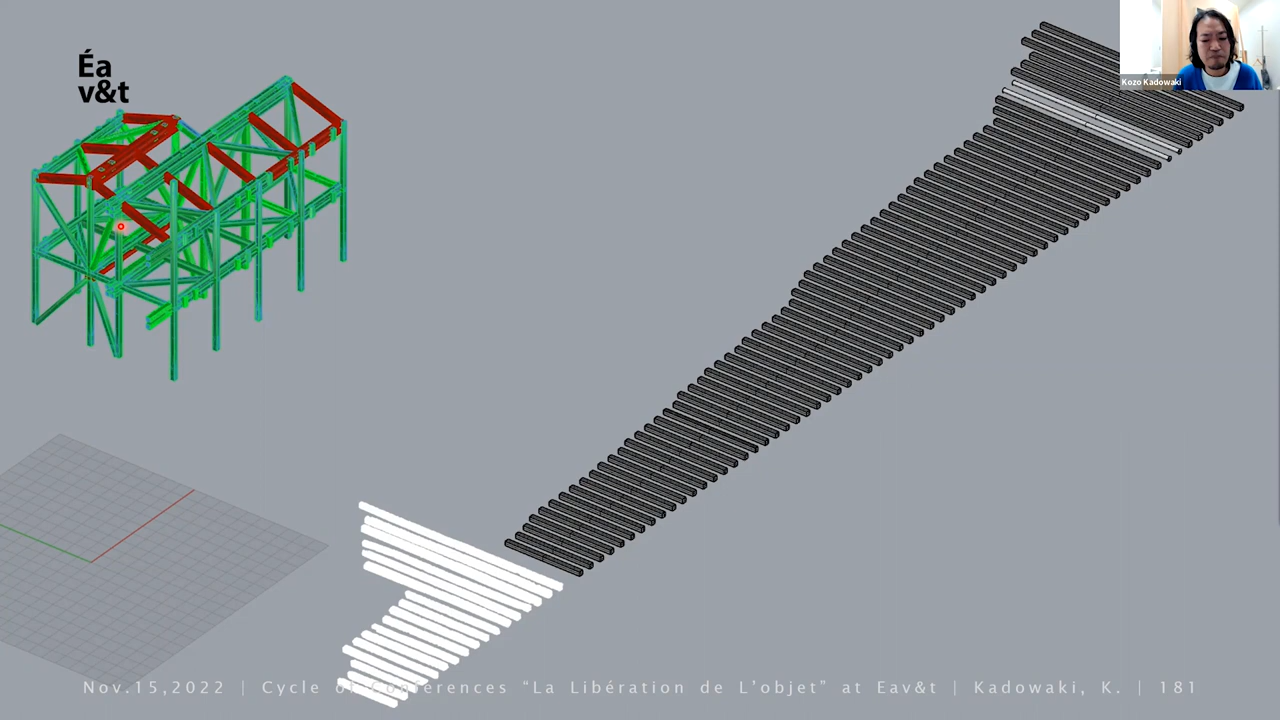 Éa
v&t
Kozo Kadowaki
Nov.15,2022 | Cycle of Conferences “La Libération de L’objet” at Eav&t | Kadowaki, K. | 181